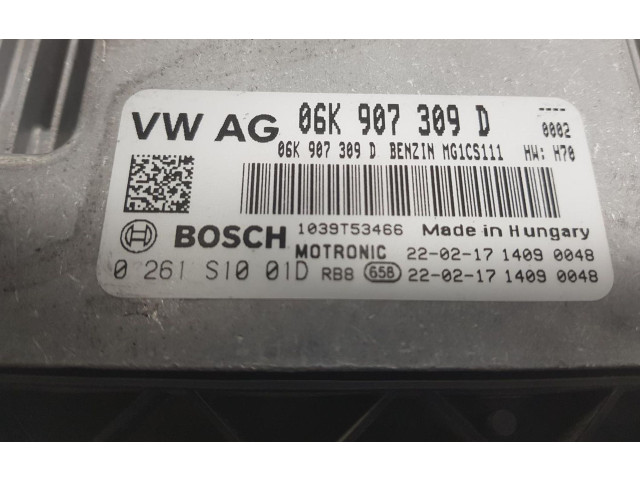 VW AG 06K 907 309 D ----
0002
06K 907 309 D BENZIN MG1CS111 HW: H70
BOSCH 1039T53466 Made in Hungary
MOTRONIC 22-02-17 1409 0048
0 261 S10 01D RBB 658 22-02-17 1409 0048